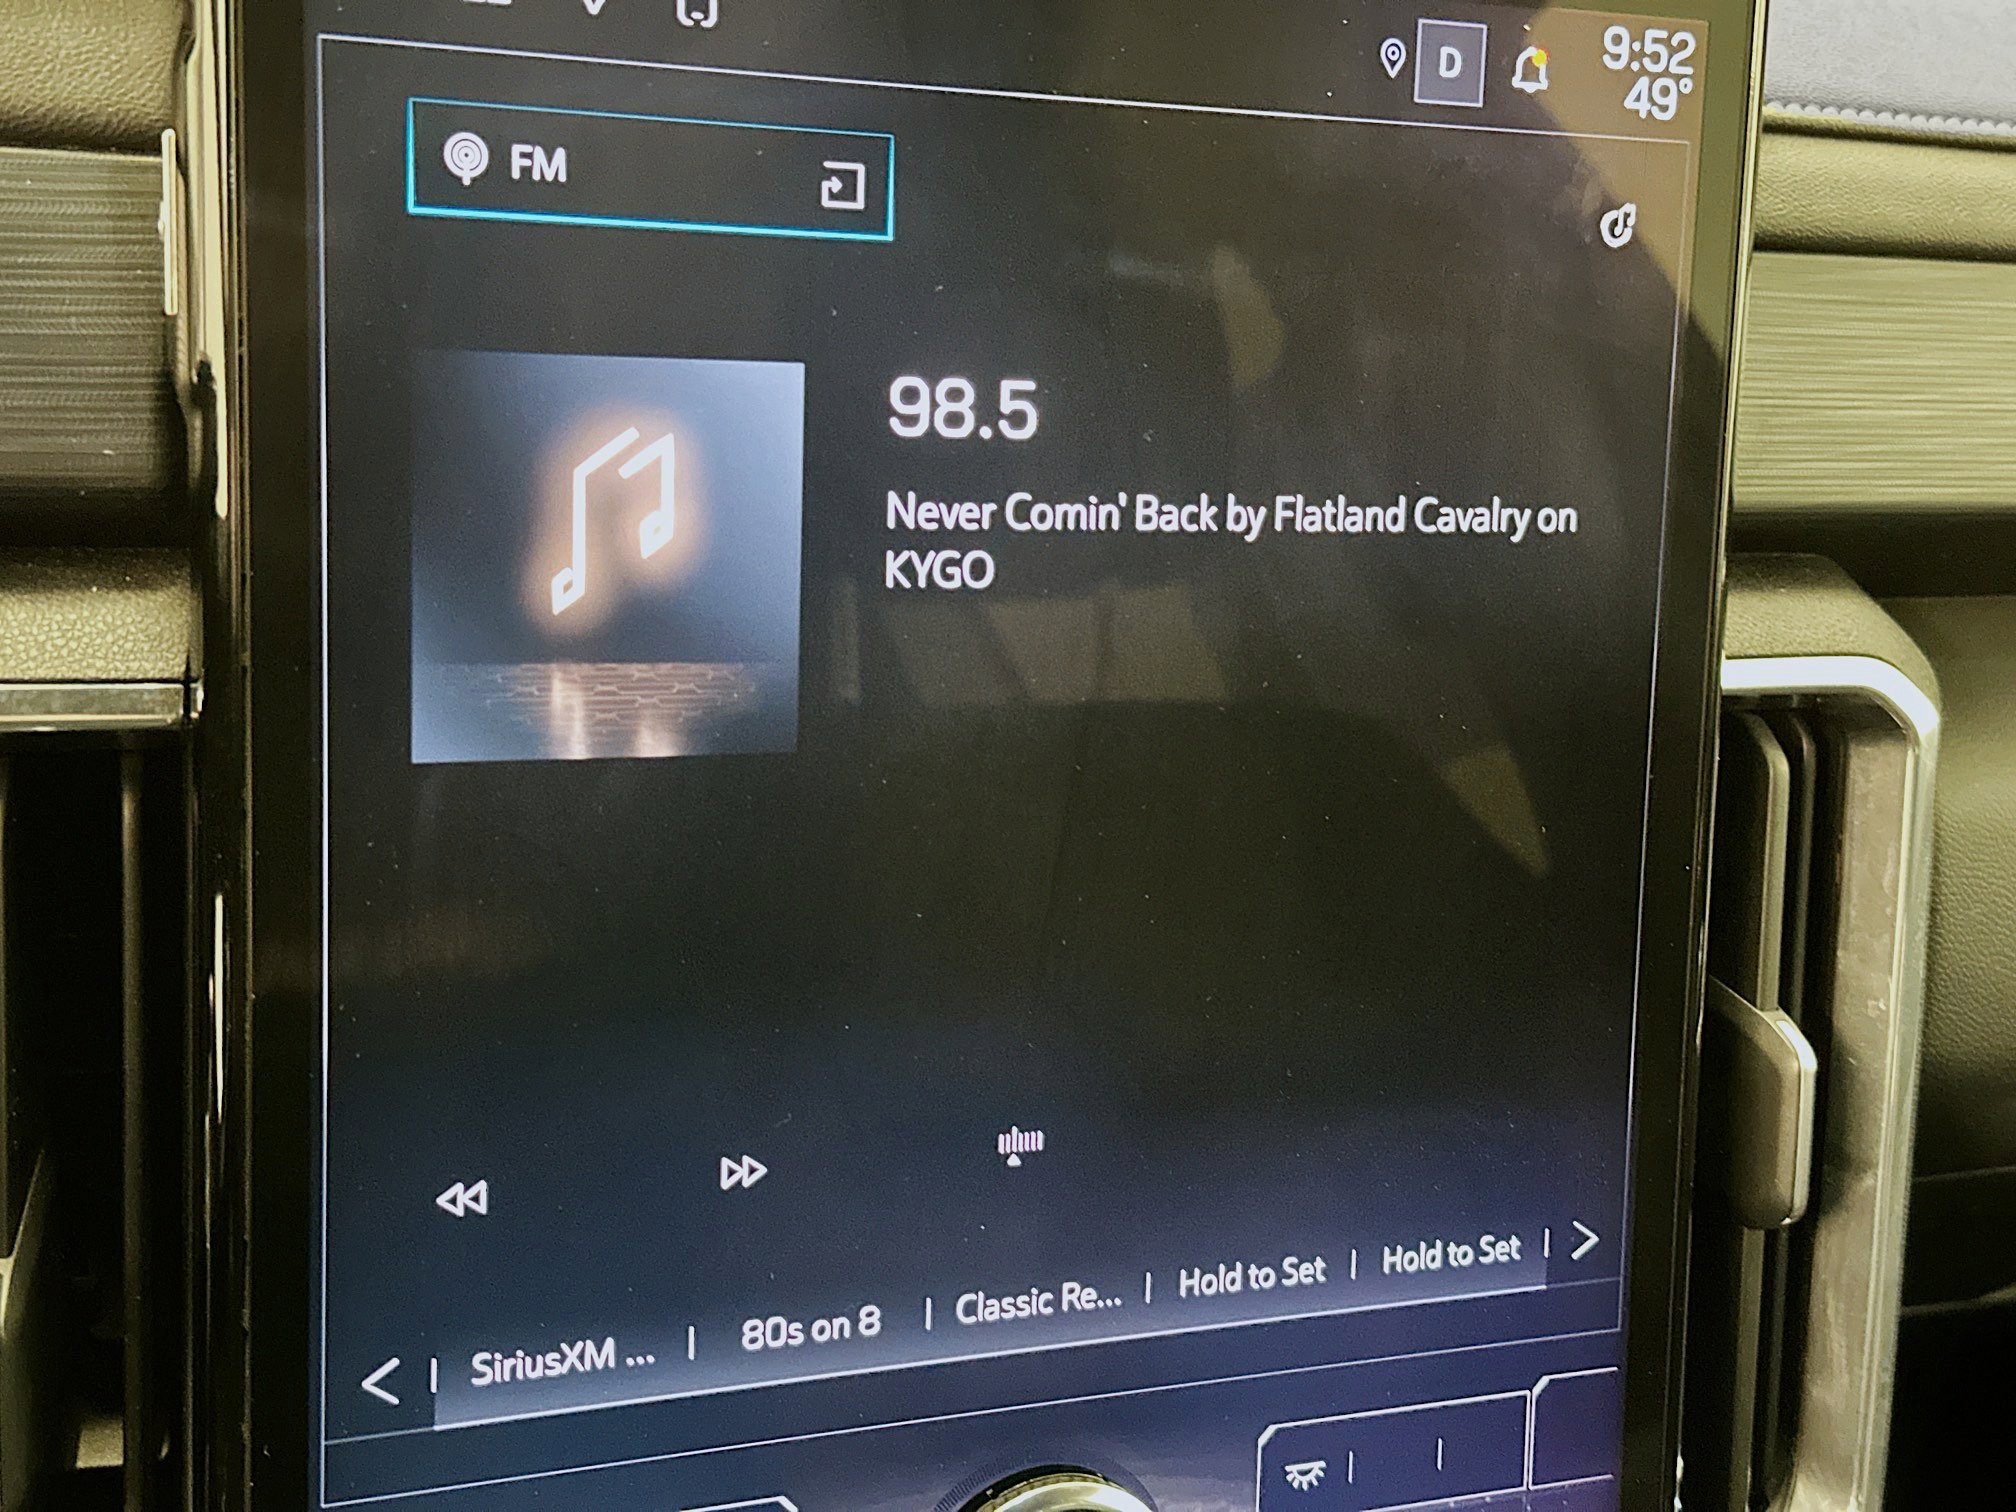 D
9:52
49°
FM
98.5
Never Comin' Back by Flatland Cavalry on
KYGO
SiriusXM ... | 80s on 8 | Classic Re... | Hold to Set | Hold to Set |